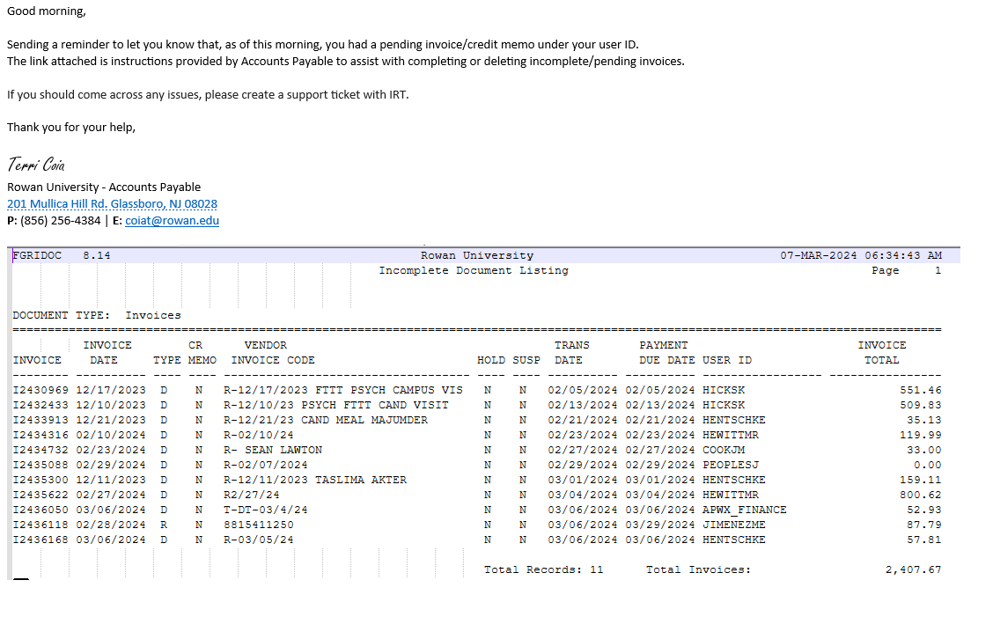 Good morning,
Sending a reminder to let you know that, as of this morning, you had a pending invoice/credit memo under your user ID.
The link attached is instructions provided by Accounts Payable to assist with completing or deleting incomplete/pending invoices.
If you should come across any issues, please create a support ticket with IRT.
Thank you for your help,
Terri Coia
Rowan University - Accounts Payable
201 Mullica Hill Rd. Glassboro, NJ 08028
P: (856) 256-4384 | E: coiat@rowan.edu
FGRIDOC 8.14 Rowan University 07-MAR-2024 06:34:43 AM
Incomplete Document Listing Page 1
DOCUMENT TYPE: Invoices
INVOICE CR VENDOR TRANS PAYMENT INVOICE
INVOICE DATE TYPE MEMO INVOICE CODE HOLD SUSP DATE DUE DATE USER ID TOTAL
I2430969 12/17/2023 D N R-12/17/2023 FTTT PSYCH CAMPUS VIS N N 02/05/2024 02/05/2024 HICKSK 551.46
I2432433 12/10/2023 D N R-12/10/23 PSYCH FTTT CAND VISIT N N 02/13/2024 02/13/2024 HICKSK 509.83
I2433913 12/21/2023 D N R-12/21/23 CAND MEAL MAJUMDER N N 02/21/2024 02/21/2024 HENTSCHKE 35.13
I2434316 02/10/2024 D N R-02/10/24 N N 02/23/2024 02/23/2024 HEWITTMR 119.99
I2434732 02/23/2024 D N R- SEAN LAWTON N N 02/27/2024 02/27/2024 COOKJM 33.00
I2435088 02/29/2024 D N R-02/07/2024 N N 02/29/2024 02/29/2024 PEOPLESJ 0.00
I2435300 12/11/2023 D N R-12/11/2023 TASLIMA AKTER N N 03/01/2024 03/01/2024 HENTSCHKE 159.11
I2435622 02/27/2024 D N R2/27/24 N N 03/04/2024 03/04/2024 HEWITTMR 800.62
I2436050 03/06/2024 D N T-DT-03/4/24 N N 03/06/2024 03/06/2024 APWX_FINANCE 52.93
I2436118 02/28/2024 R N 8815411250 N N 03/06/2024 03/29/2024 JIMENEZME 87.79
I2436168 03/06/2024 D N R-03/05/24 N N 03/06/2024 03/06/2024 HENTSCHKE 57.81
Total Records: 11 Total Invoices: 2,407.67